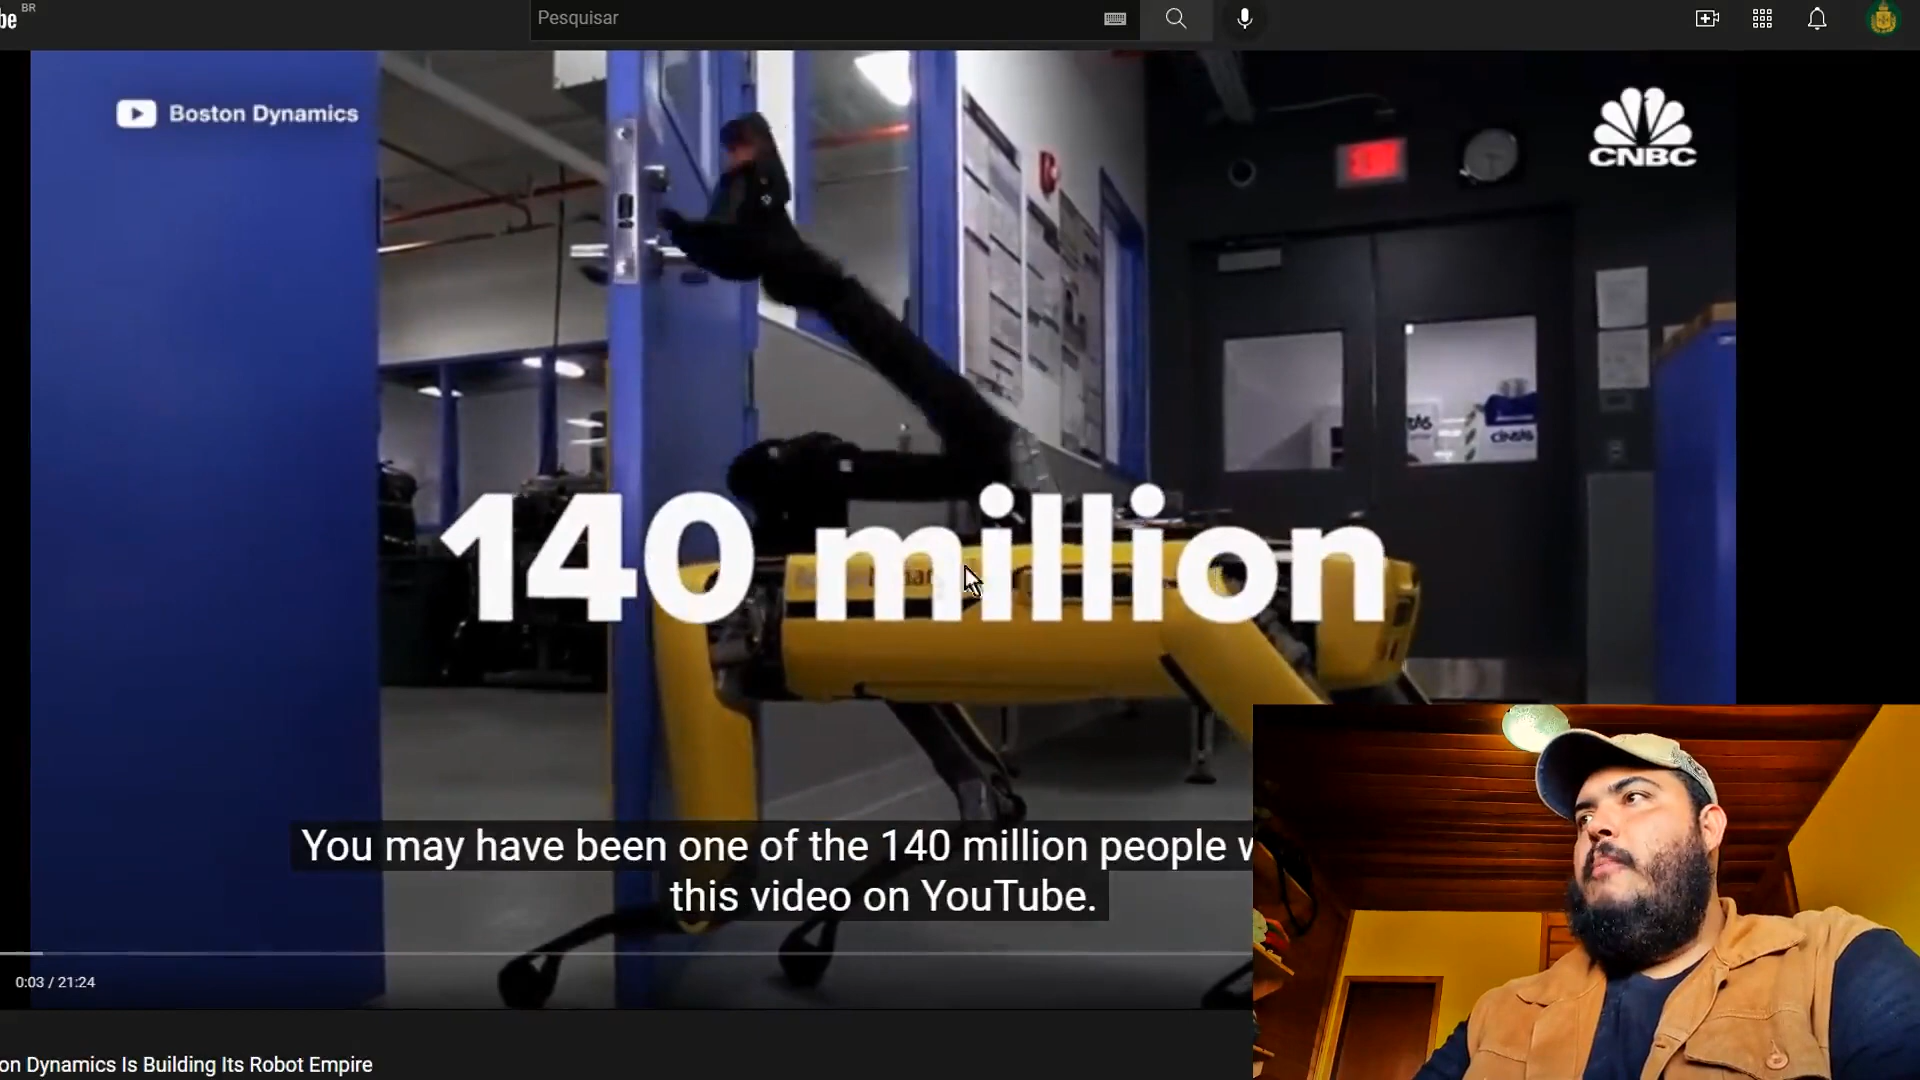 be BR
Pesquisar
Boston Dynamics
CNBC
EXIT
140 million
You may have been one of the 140 million people w
this video on YouTube.
0:03 / 21:24
on Dynamics Is Building Its Robot Empire